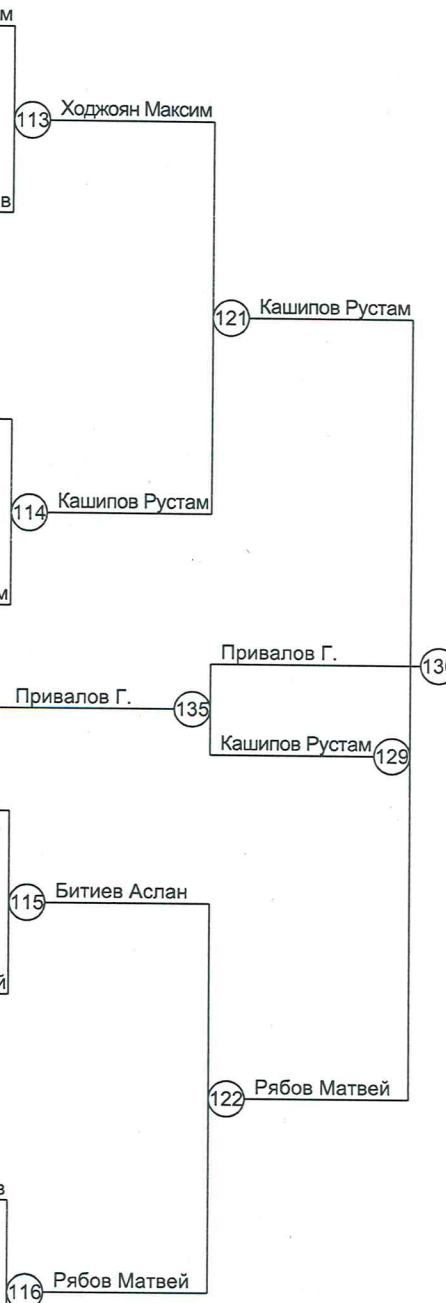 м
113 Ходжоян Максим
в
121 Кашипов Рустам
114 Кашипов Рустам
м
Привалов Г.
Привалов Г. 135
Кашипов Рустам 129
115 Битиев Аслан
й
122 Рябов Матвей
в
116 Рябов Матвей